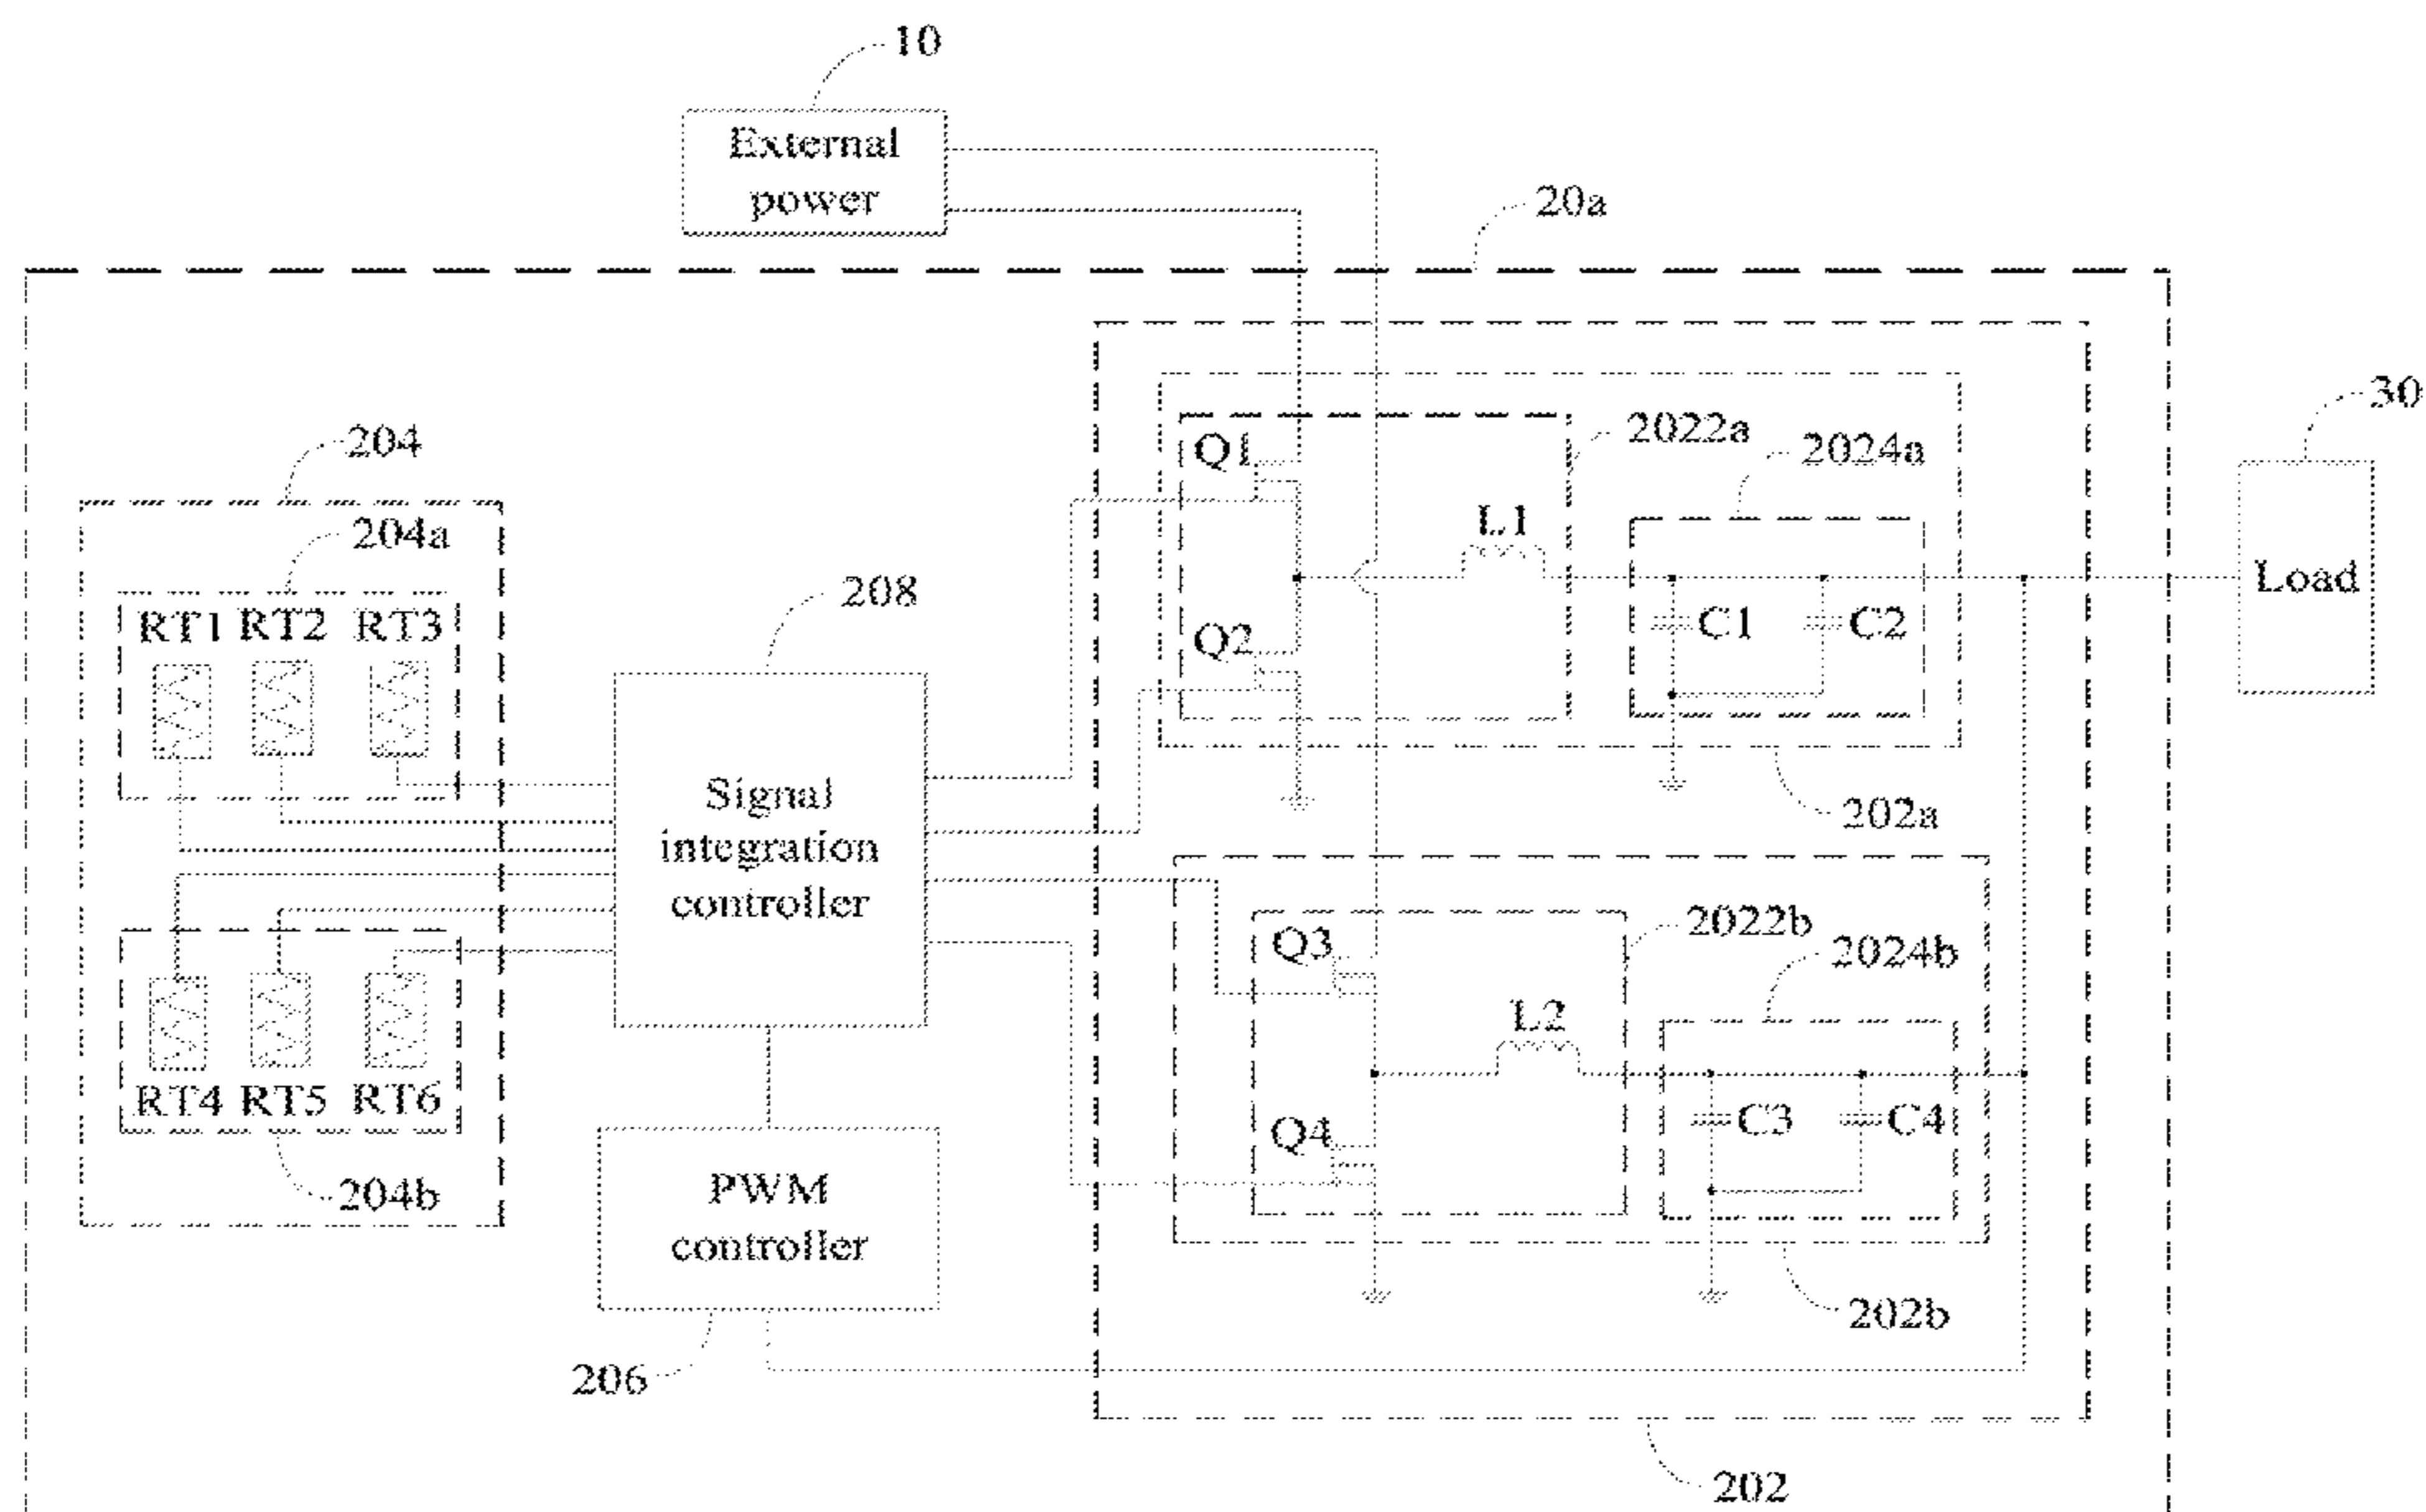 10
External
power
20a
30
Load
204
204a
RT1 RT2 RT3
208
Signal
integration
controller
RT4 RT5 RT6
204b
PWM
controller
206
Q1
2022a
2024a
L1
Q2
C1
C2
202a
Q3
2022b
2024b
L2
Q4
C3
C4
202b
202